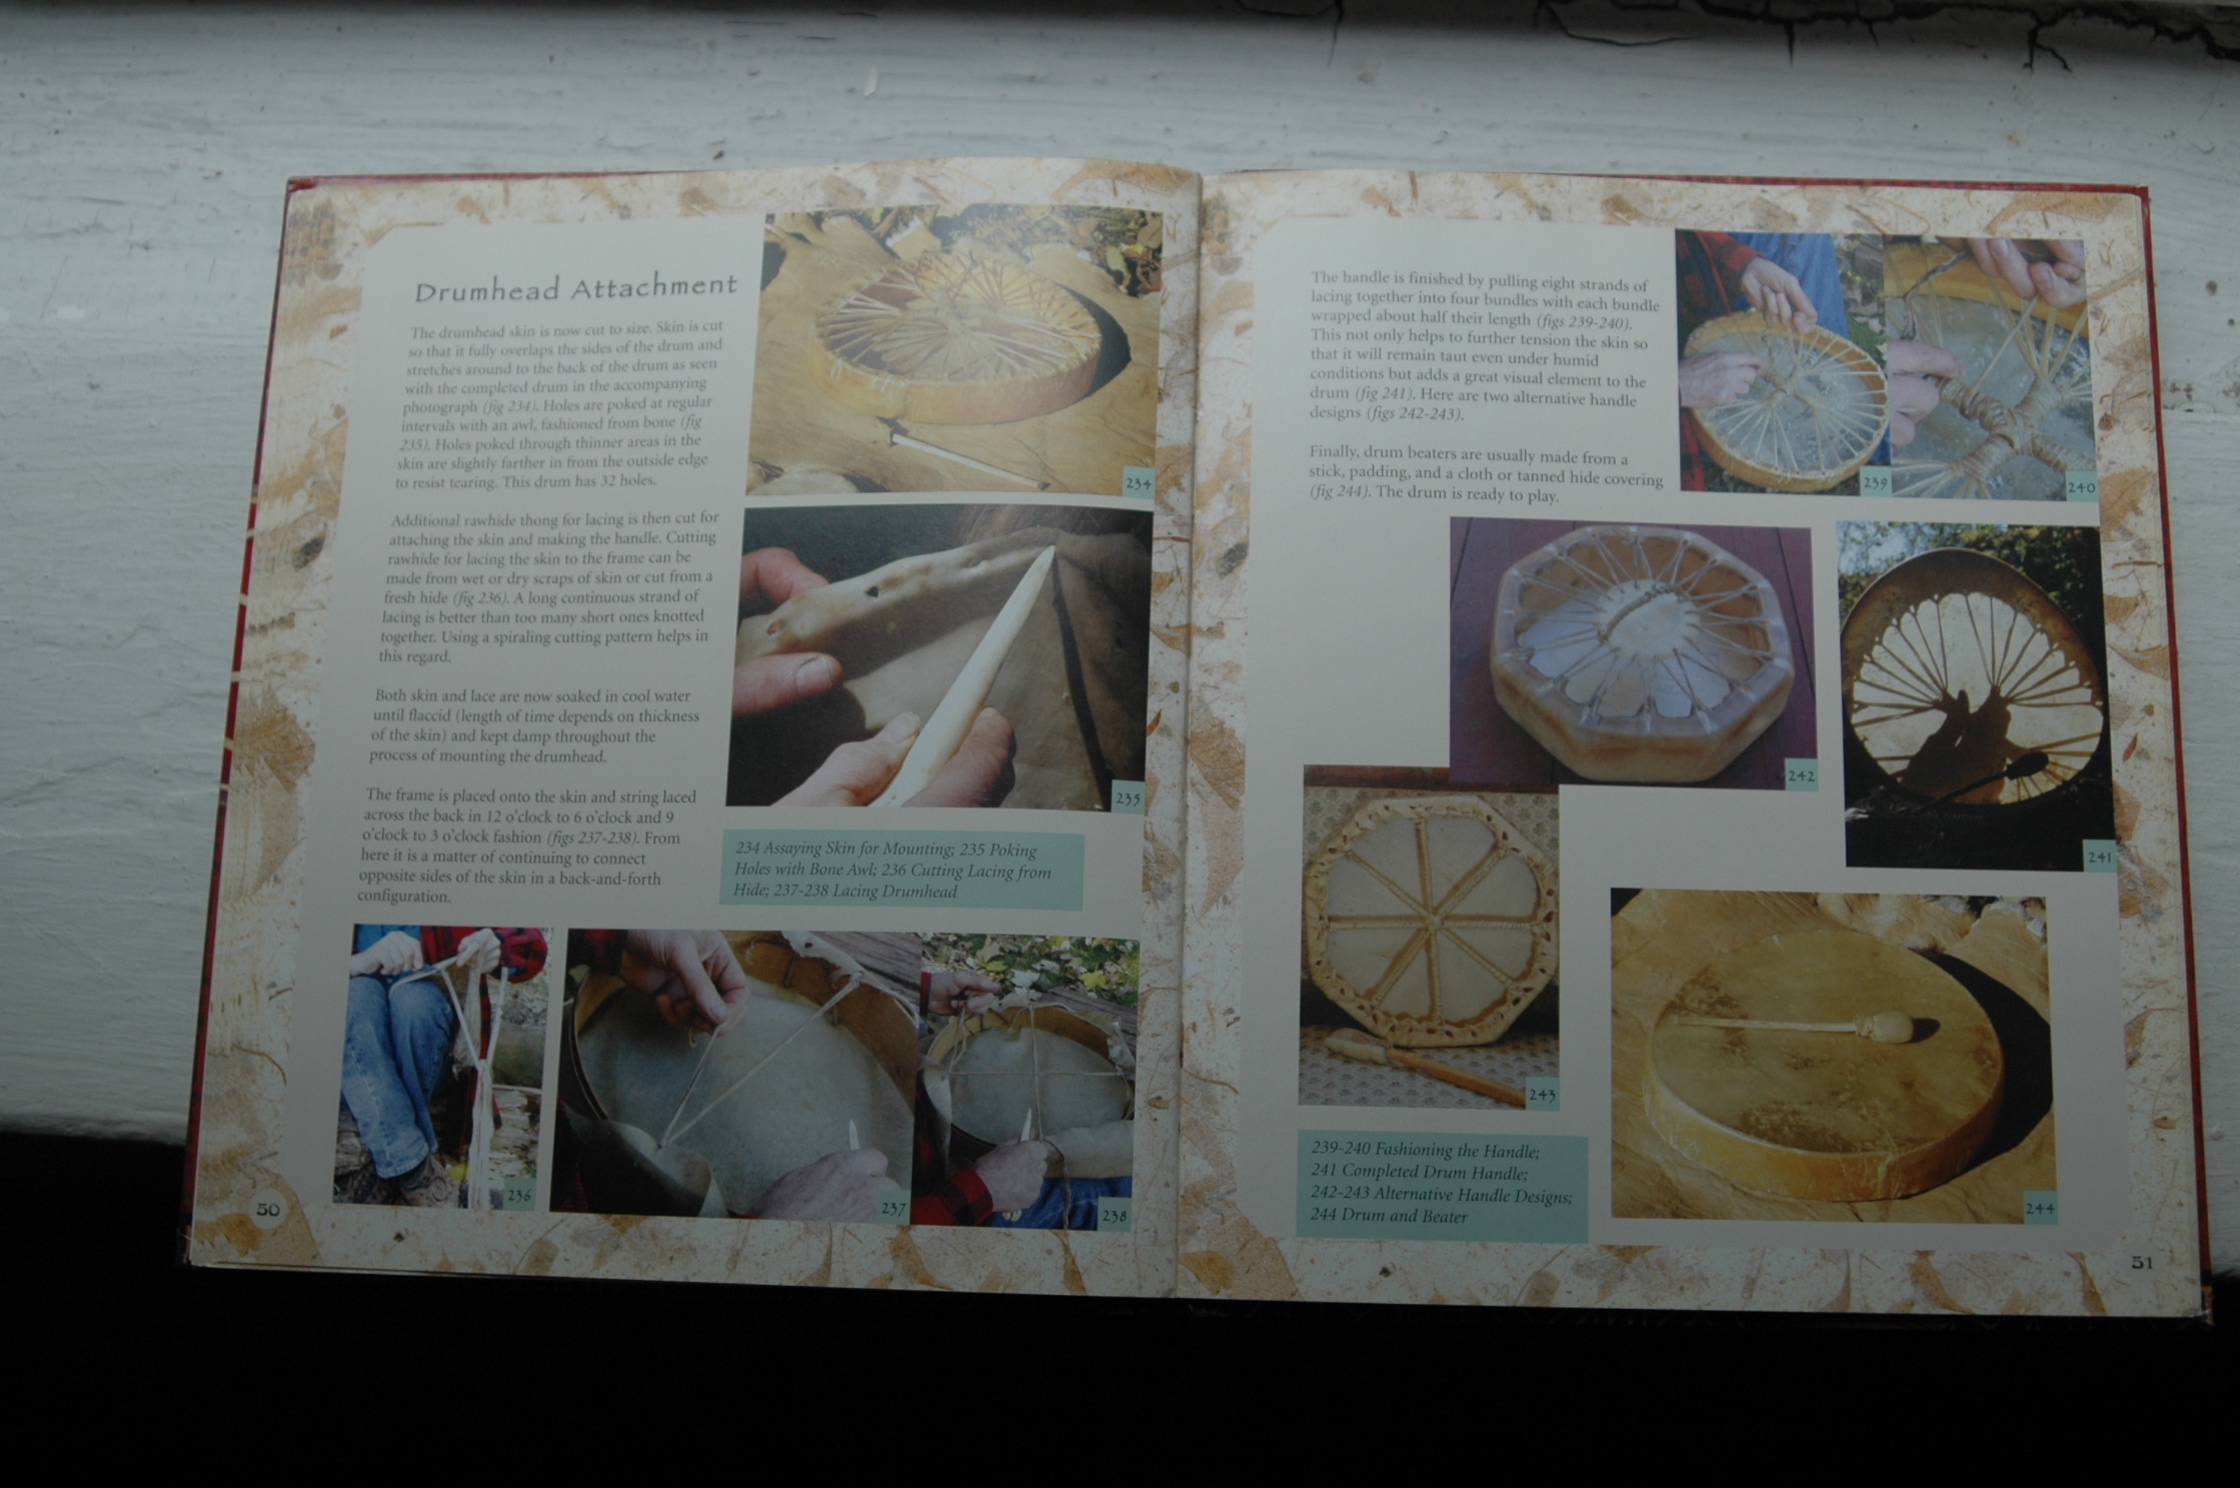 Drumhead Attachment
The drumhead skin is now cut to size. Skin is cut
so that it fully overlaps the sides of the drum and
stretches around to the back of the drum as seen
with the completed drum in the accompanying
photograph (fig 234). Holes are poked at regular
intervals with an awl, fashioned from bone (fig
235). Holes poked through thinner areas in the
skin are slightly farther in from the outside edge
to resist tearing. This drum has 32 holes.
Additional rawhide thong for lacing is then cut for
attaching the skin and making the handle. Cutting
rawhide for lacing the skin to the frame can be
made from wet or dry scraps of skin or cut from a
fresh hide (fig 236). A long continuous strand of
lacing is better than too many short ones knotted
together. Using a spiraling cutting pattern helps in
this regard.
Both skin and lace are now soaked in cool water
until flaccid (length of time depends on thickness
of the skin) and kept damp throughout the
process of mounting the drumhead.
The frame is placed onto the skin and string laced
across the back in 12 o'clock to 6 o'clock and 9
o'clock to 3 o'clock fashion (figs 237-238). From
here it is a matter of continuing to connect
opposite sides of the skin in a back-and-forth
configuration.
234
235
234 Assaying Skin for Mounting; 235 Poking
Holes with Bone Awl; 236 Cutting Lacing from
Hide; 237-238 Lacing Drumhead
236
237
238
50
The handle is finished by pulling eight strands of
lacing together into four bundles with each bundle
wrapped about half their length (figs 239-240).
This not only helps to further tension the skin so
that it will remain taut even under humid
conditions but adds a great visual element to the
drum (fig 241). Here are two alternative handle
designs (figs 242-243).
Finally, drum beaters are usually made from a
stick, padding, and a cloth or tanned hide covering
(fig 244). The drum is ready to play.
239
240
242
241
243
244
239-240 Fashioning the Handle;
241 Completed Drum Handle;
242-243 Alternative Handle Designs;
244 Drum and Beater
51